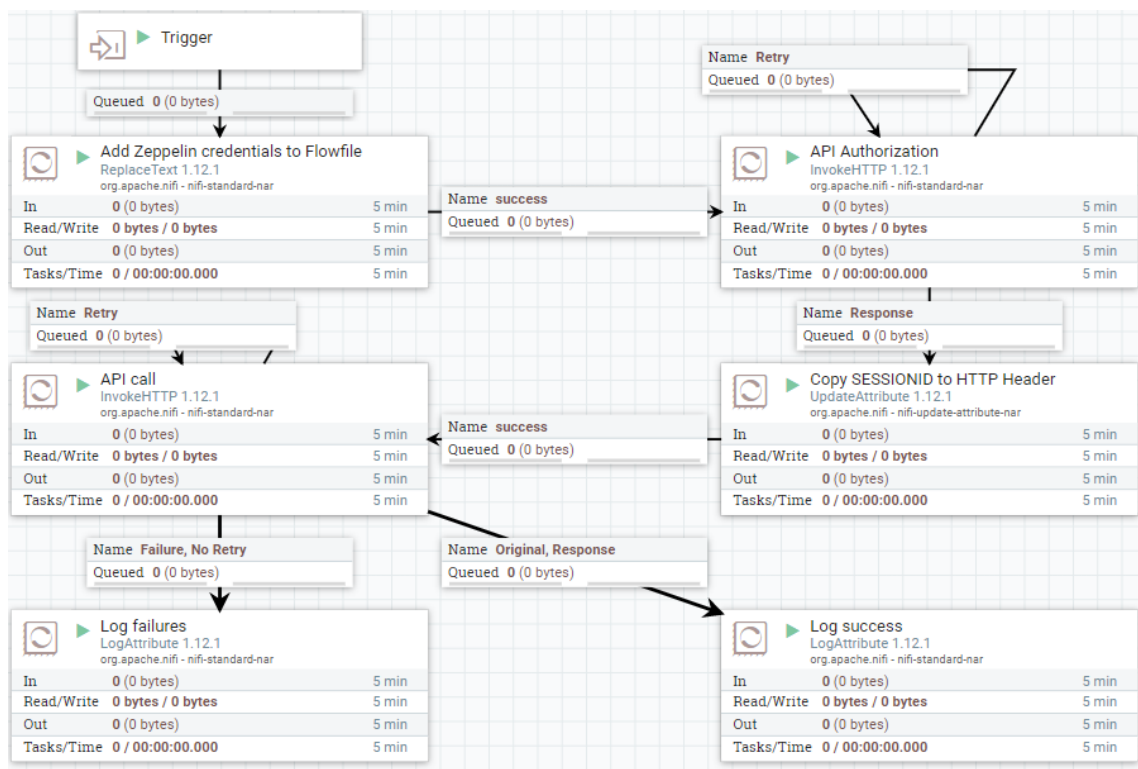 Trigger
Queued 0 (0 bytes)
Name Retry
Queued 0 (0 bytes)
Add Zeppelin credentials to Flowfile
ReplaceText 1.12.1
org.apache.nifi - nifi-standard-nar
In 0 (0 bytes) 5 min
Read/Write 0 bytes / 0 bytes 5 min
Out 0 (0 bytes) 5 min
Tasks/Time 0 / 00:00:00.000 5 min
Name success
Queued 0 (0 bytes)
API Authorization
InvokeHTTP 1.12.1
org.apache.nifi - nifi-standard-nar
In 0 (0 bytes) 5 min
Read/Write 0 bytes / 0 bytes 5 min
Out 0 (0 bytes) 5 min
Tasks/Time 0 / 00:00:00.000 5 min
Name Retry
Queued 0 (0 bytes)
Name Response
Queued 0 (0 bytes)
API call
InvokeHTTP 1.12.1
org.apache.nifi - nifi-standard-nar
In 0 (0 bytes) 5 min
Read/Write 0 bytes / 0 bytes 5 min
Out 0 (0 bytes) 5 min
Tasks/Time 0 / 00:00:00.000 5 min
Name success
Queued 0 (0 bytes)
Copy SESSIONID to HTTP Header
UpdateAttribute 1.12.1
org.apache.nifi - nifi-update-attribute-nar
In 0 (0 bytes) 5 min
Read/Write 0 bytes / 0 bytes 5 min
Out 0 (0 bytes) 5 min
Tasks/Time 0 / 00:00:00.000 5 min
Name Failure, No Retry
Queued 0 (0 bytes)
Name Original, Response
Queued 0 (0 bytes)
Log failures
LogAttribute 1.12.1
org.apache.nifi - nifi-standard-nar
In 0 (0 bytes) 5 min
Read/Write 0 bytes / 0 bytes 5 min
Out 0 (0 bytes) 5 min
Tasks/Time 0 / 00:00:00.000 5 min
Log success
LogAttribute 1.12.1
org.apache.nifi - nifi-standard-nar
In 0 (0 bytes) 5 min
Read/Write 0 bytes / 0 bytes 5 min
Out 0 (0 bytes) 5 min
Tasks/Time 0 / 00:00:00.000 5 min